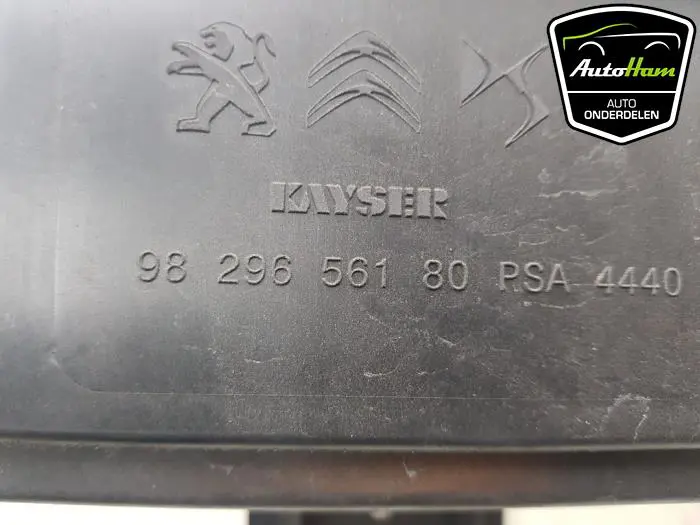 AutoHam
AUTO
ONDERDELEN
KAYSER
98 296 561 80 PSA 4440